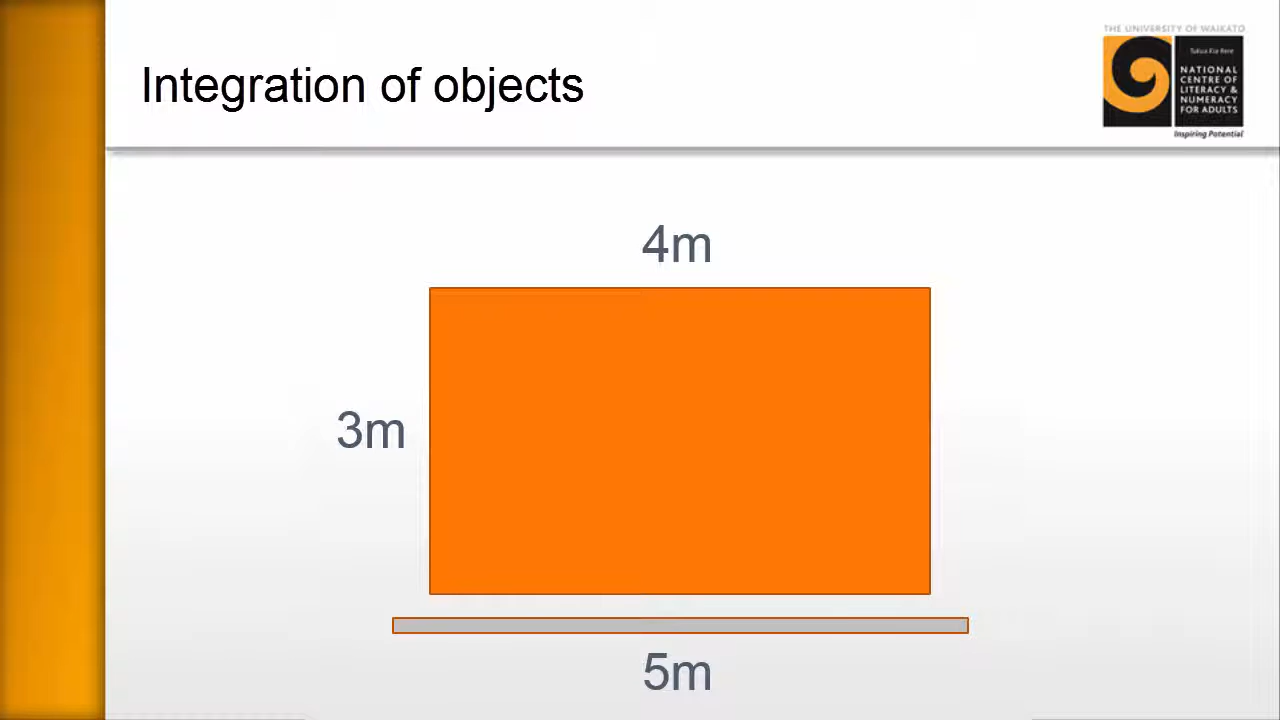 THE UNIVERSITY OF WAIKATO
Integration of objects
NATIONAL
CENTRE OF
LITERACY &
NUMERACY
FOR ADULTS
Inspiring Potential
4m
3m
5m